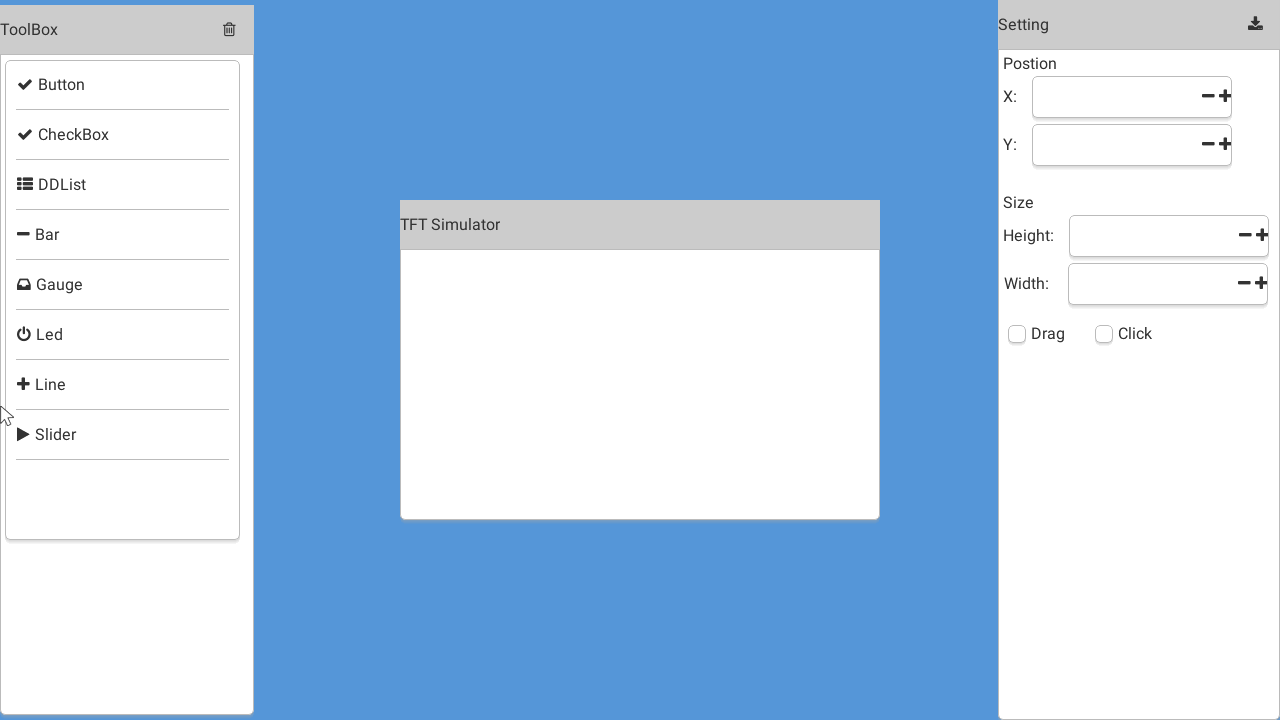 ToolBox
Button
CheckBox
DDList
Bar
Gauge
Led
Line
Slider
TFT Simulator
Setting
Postion
X:
Y:
Size
Height:
Width:
Drag Click